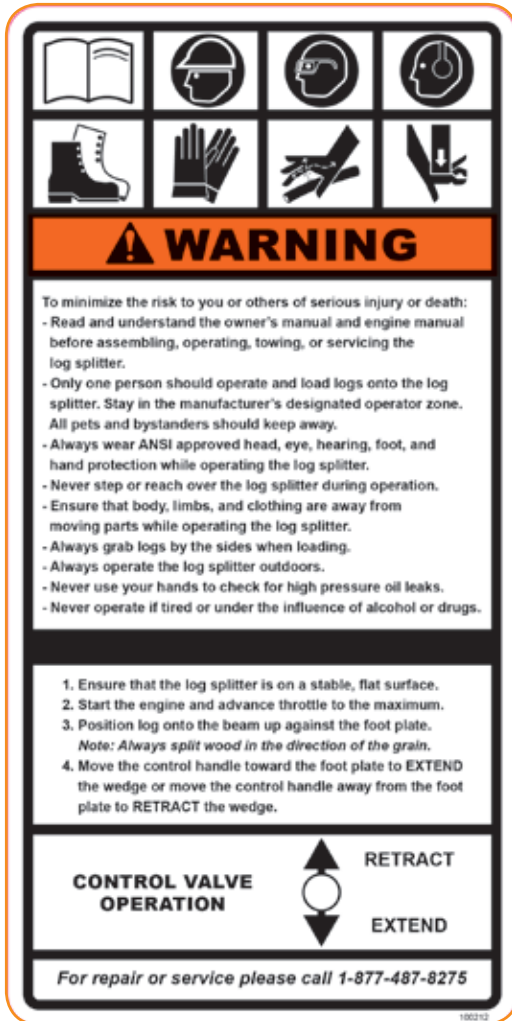 WARNING
To minimize the risk to you or others of serious injury or death:
- Read and understand the owner's manual and engine manual
before assembling, operating, towing, or servicing the
log splitter.
- Only one person should operate and load logs onto the log
splitter. Stay in the manufacturer's designated operator zone.
All pets and bystanders should keep away.
- Always wear ANSI approved head, eye, hearing, foot, and
hand protection while operating the log splitter.
- Never step or reach over the log splitter during operation.
- Ensure that body, limbs, and clothing are away from
moving parts while operating the log splitter.
- Always grab logs by the sides when loading.
- Always operate the log splitter outdoors.
- Never use your hands to check for high pressure oil leaks.
- Never operate if tired or under the influence of alcohol or drugs.
1. Ensure that the log splitter is on a stable, flat surface.
2. Start the engine and advance throttle to the maximum.
3. Position log onto the beam up against the foot plate.
Note: Always split wood in the direction of the grain.
4. Move the control handle toward the foot plate to EXTEND
the wedge or move the control handle away from the foot
plate to RETRACT the wedge.
CONTROL VALVE
OPERATION
RETRACT
EXTEND
For repair or service please call 1-877-487-8275
100212